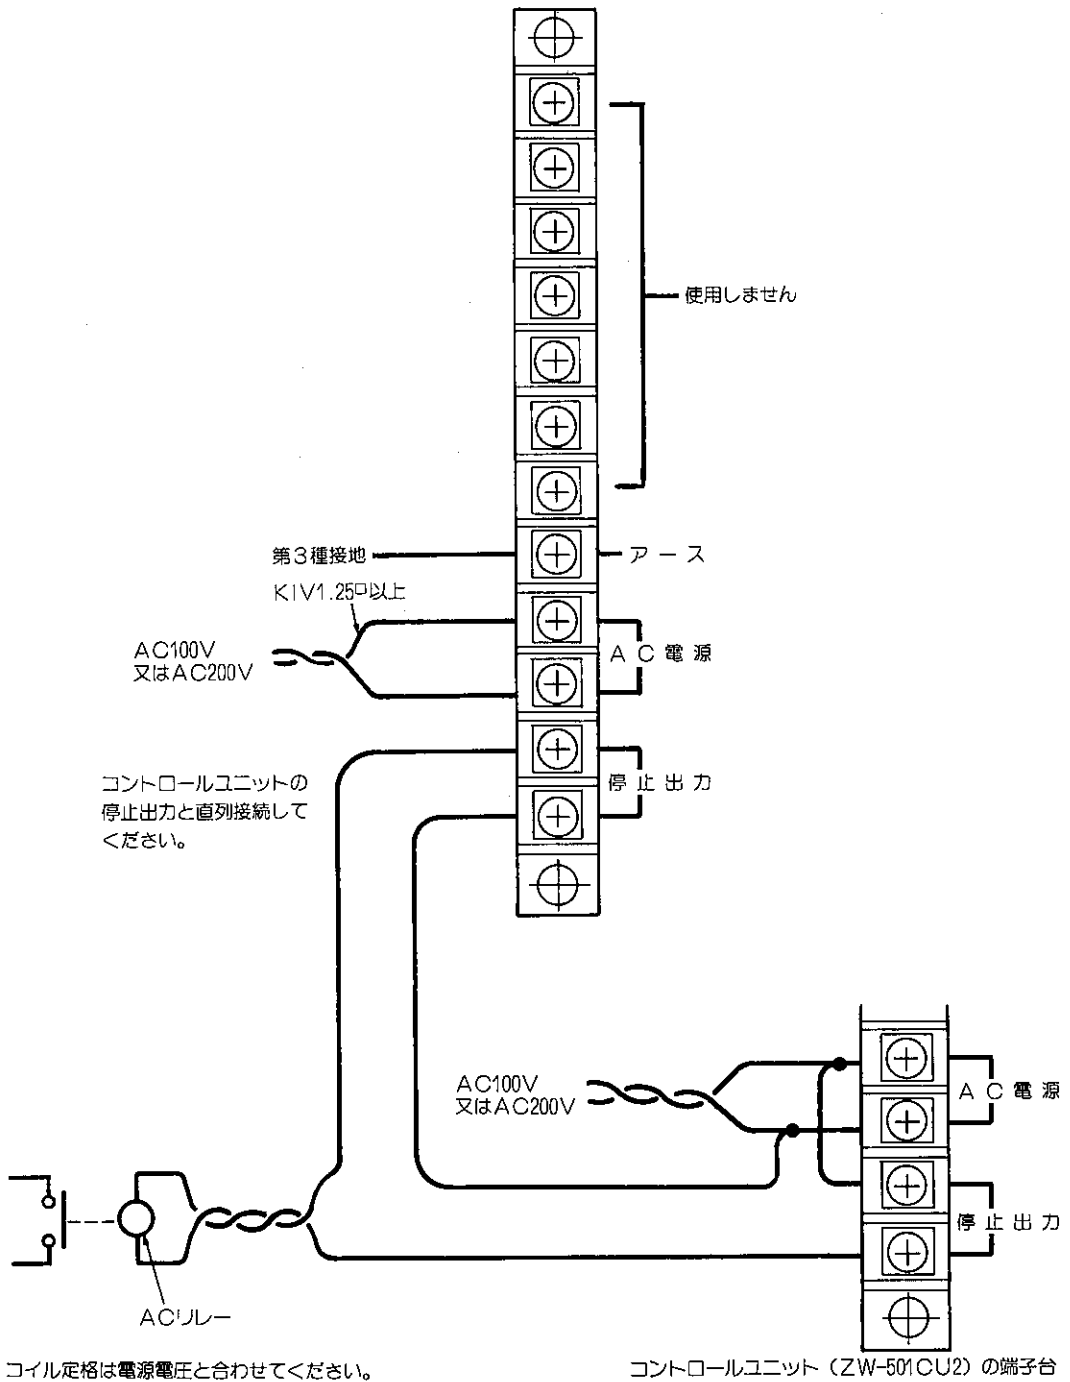 使用しません
第3種接地
アース
KIV1.25□以上
AC100V
又はAC200V
AC電源
コントロールユニットの
停止出力と直列接続して
ください。
停止出力
AC100V
又はAC200V
AC電源
停止出力
ACリレー
コイル定格は電源電圧と合わせてください。
コントロールユニット（ZW-501CU2）の端子台